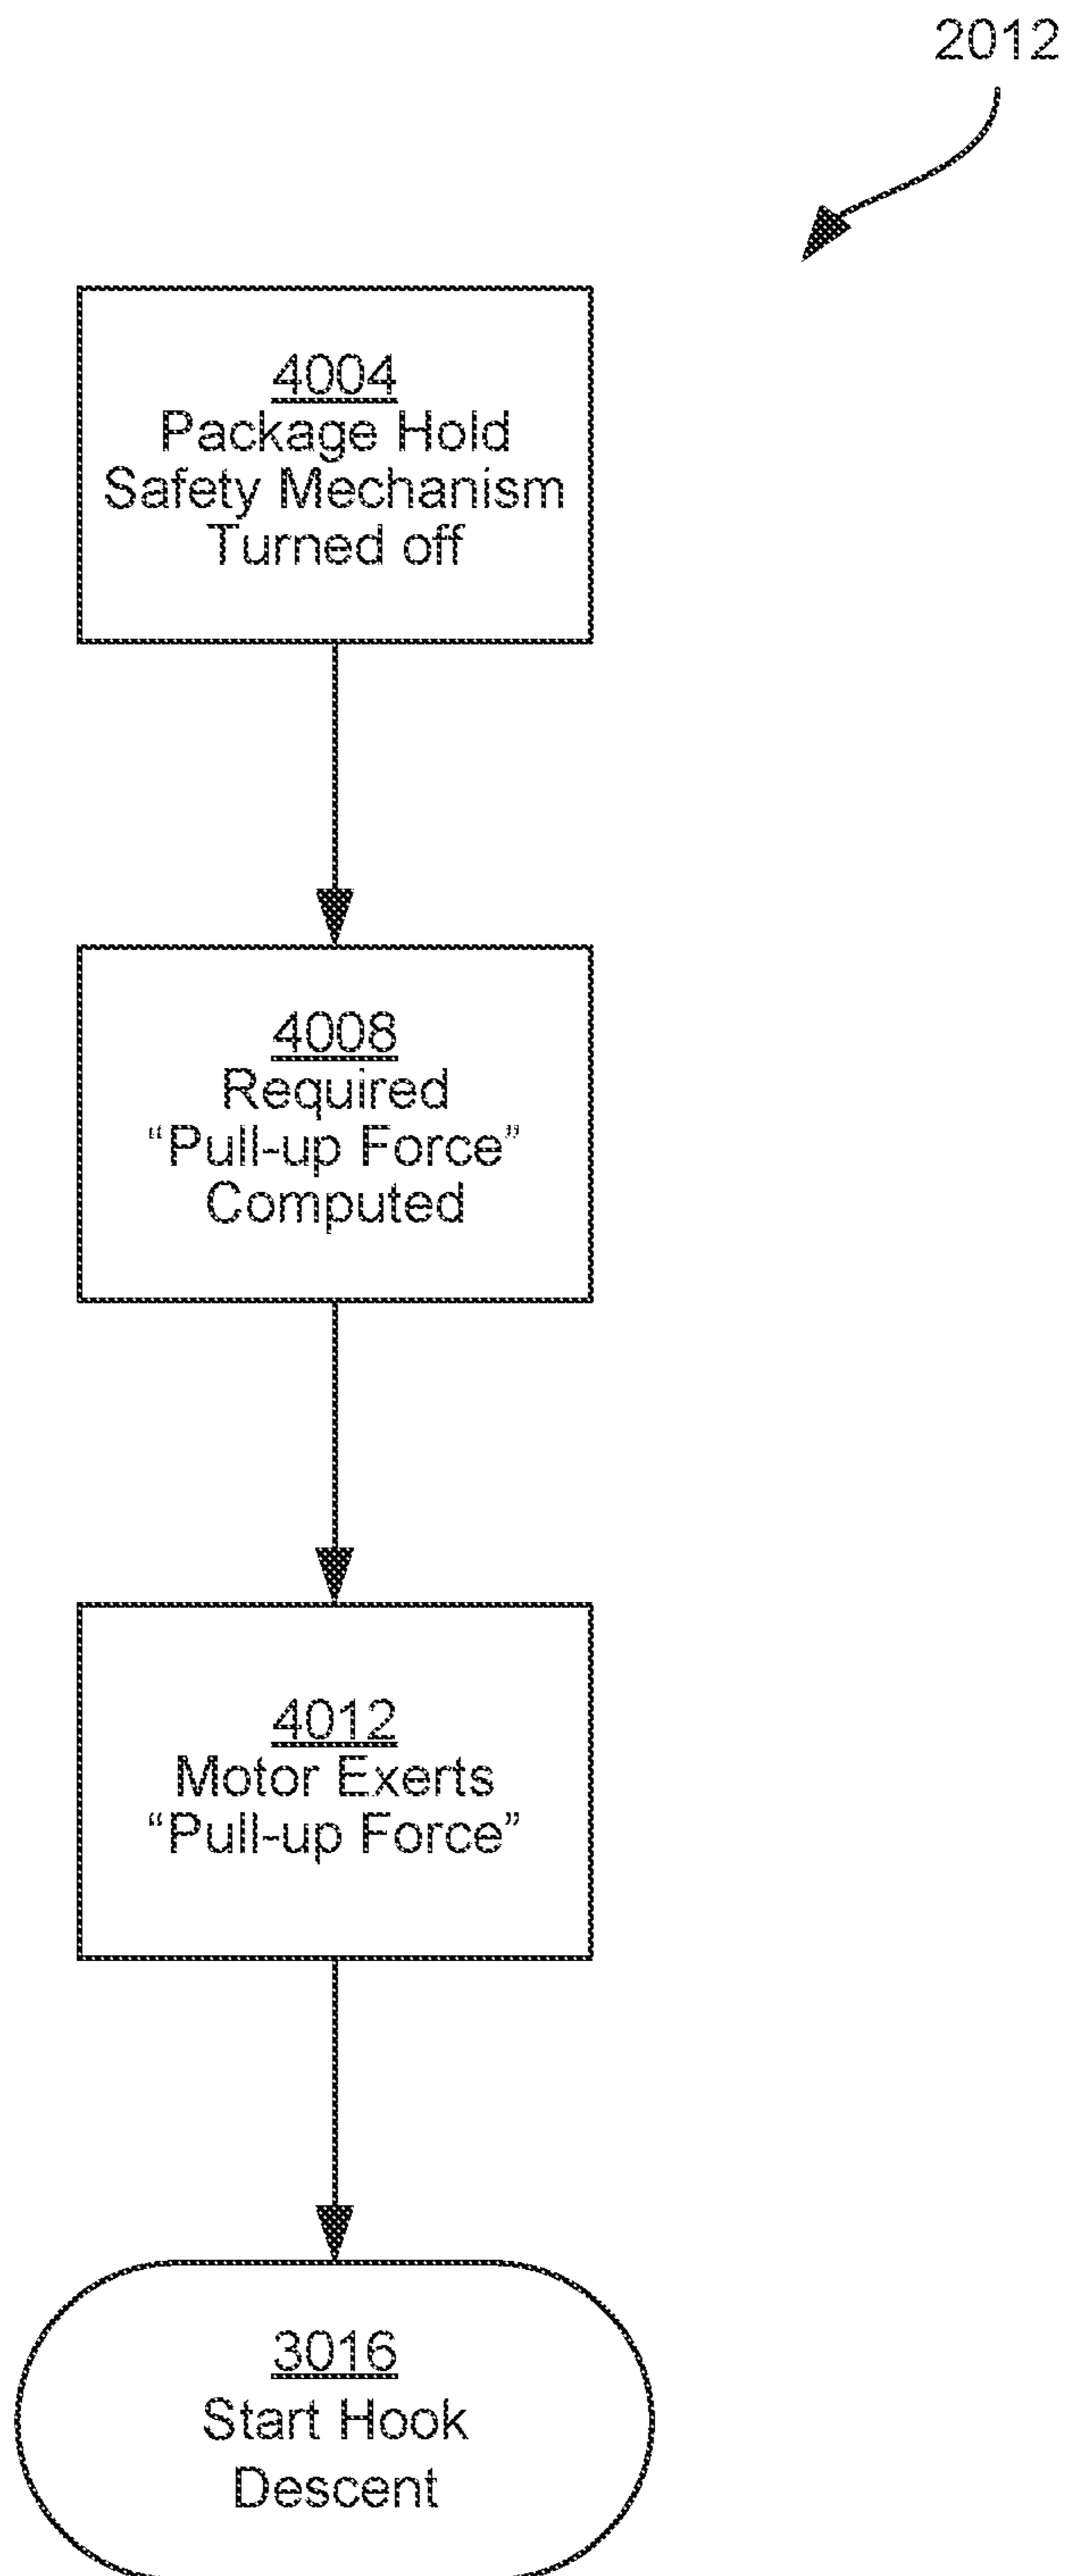 2012
4004
Package Hold
Safety Mechanism
Turned off
4008
Required
“Pull-up Force”
Computed
4012
Motor Exerts
“Pull-up Force”
3016
Start Hook
Descent